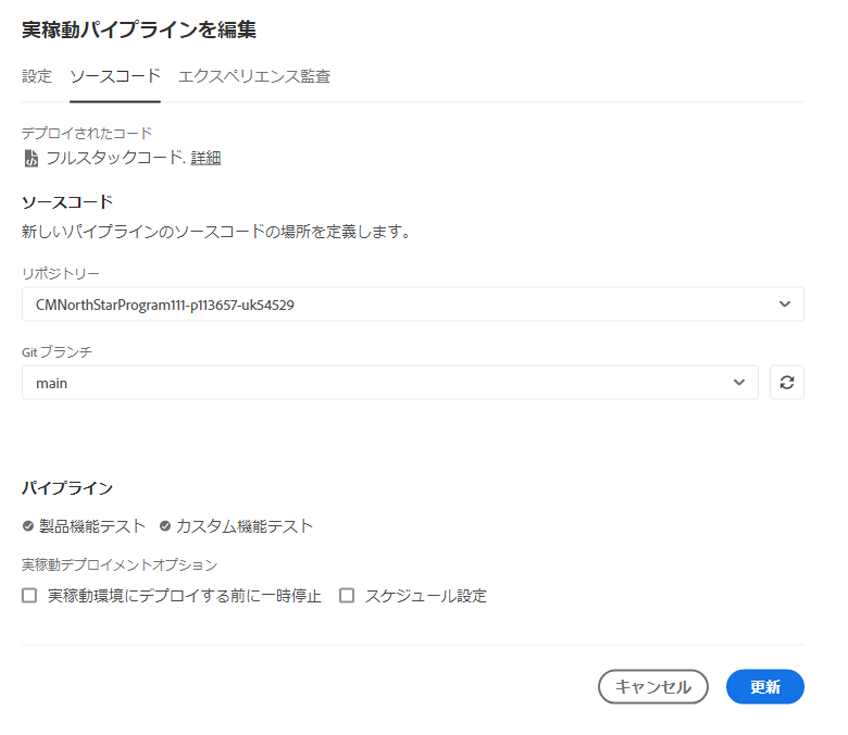 実稼動パイプラインを編集
設定 ソースコード エクスペリエンス監査
デプロイされたコード
フルスタックコード. 詳細
ソースコード
新しいパイプラインのソースコードの場所を定義します。
リポジトリー
CMNorthStarProgram111-p113657-uk54529
Git ブランチ
main
パイプライン
製品機能テスト カスタム機能テスト
実稼動デプロイメントオプション
実稼動環境にデプロイする前に一時停止 スケジュール設定
キャンセル 更新